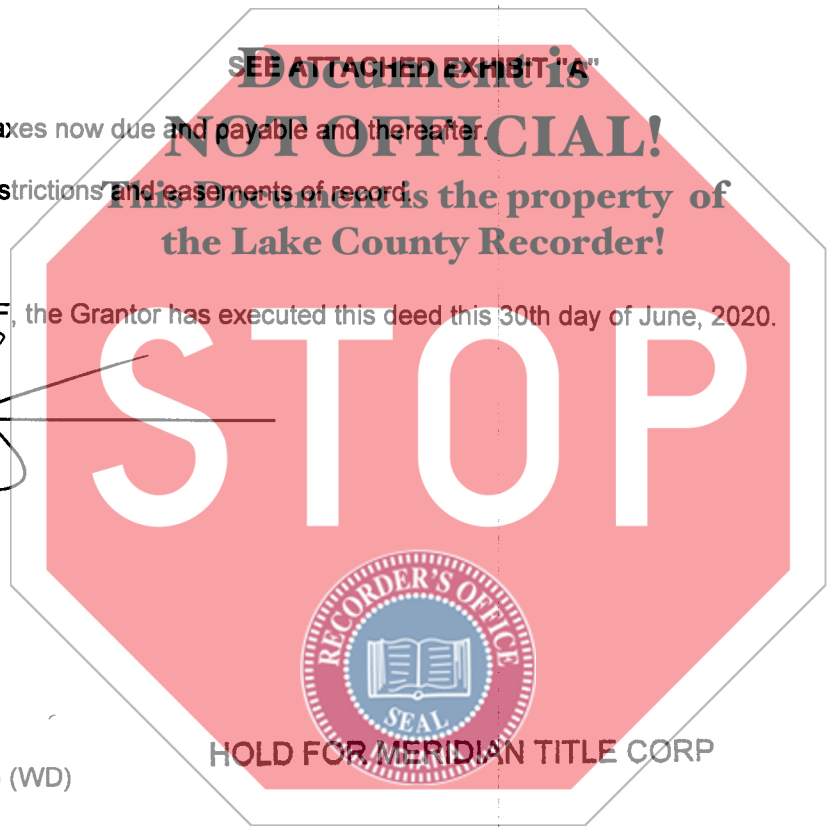 SEE ATTACHED EXHIBIT "A"
Document is
axes now due and payable and thereafter.
NOT OFFICIAL!
strictions and easements of record.
This Document is the property of
the Lake County Recorder!
F, the Grantor has executed this deed this 30th day of June, 2020.
STOP
RECORDER'S OFFICE
SEAL
INDIANA
HOLD FOR MERIDIAN TITLE CORP
(WD)